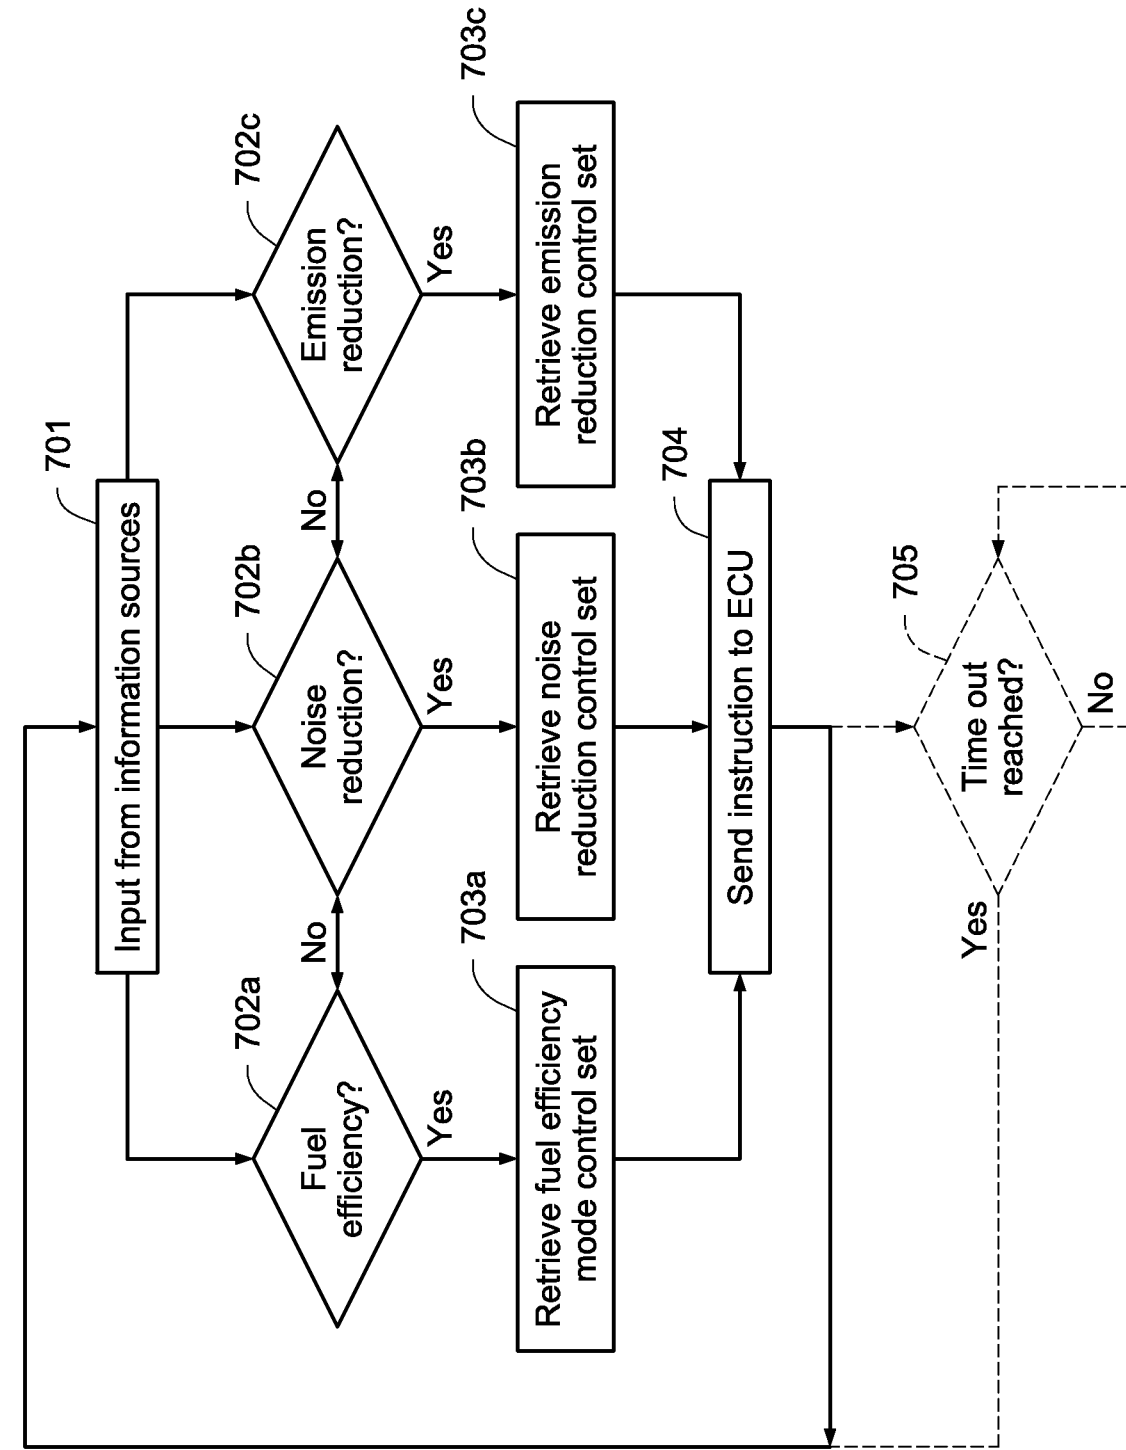 701
Input from information sources
702a
Fuel
efficiency?
No
702b
Noise
reduction?
No
702c
Emission
reduction?
Yes
Yes
Yes
703a
Retrieve fuel efficiency
mode control set
703b
Retrieve noise
reduction control set
703c
Retrieve emission
reduction control set
704
Send instruction to ECU
705
Time out
reached?
Yes
No